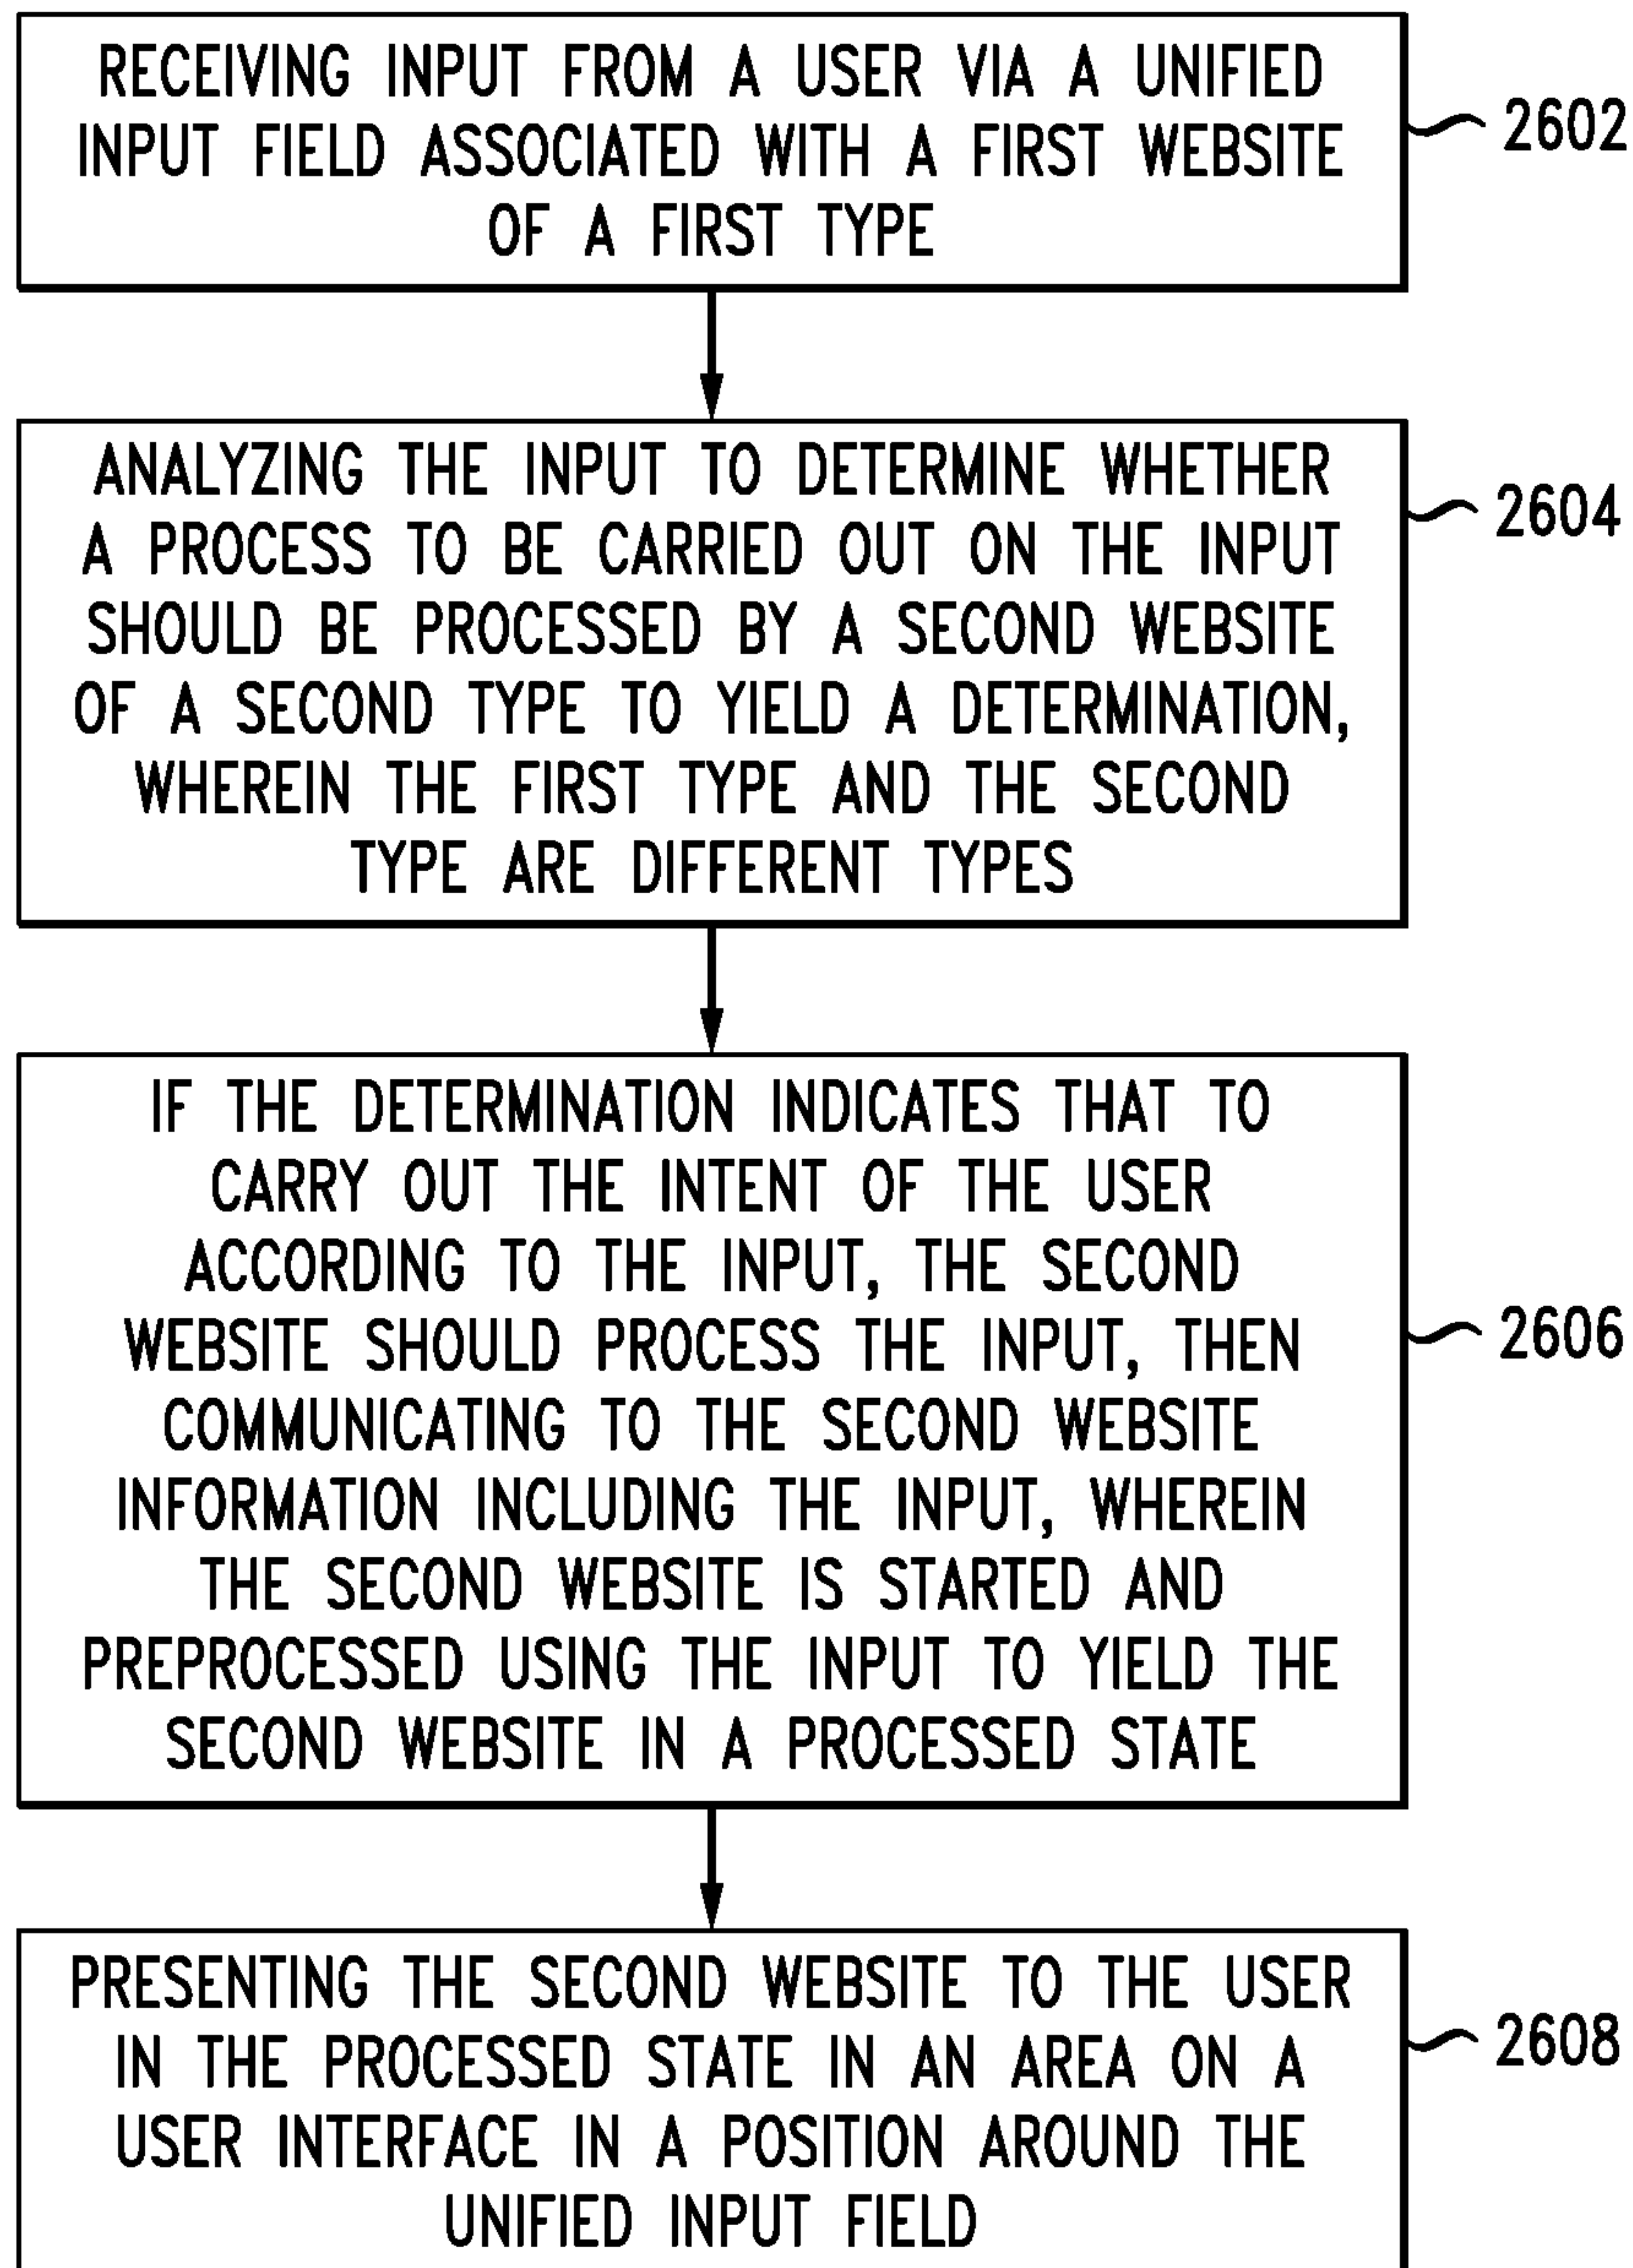 RECEIVING INPUT FROM A USER VIA A UNIFIED
INPUT FIELD ASSOCIATED WITH A FIRST WEBSITE
OF A FIRST TYPE
2602
ANALYZING THE INPUT TO DETERMINE WHETHER
A PROCESS TO BE CARRIED OUT ON THE INPUT
SHOULD BE PROCESSED BY A SECOND WEBSITE
OF A SECOND TYPE TO YIELD A DETERMINATION,
WHEREIN THE FIRST TYPE AND THE SECOND
TYPE ARE DIFFERENT TYPES
2604
IF THE DETERMINATION INDICATES THAT TO
CARRY OUT THE INTENT OF THE USER
ACCORDING TO THE INPUT, THE SECOND
WEBSITE SHOULD PROCESS THE INPUT, THEN
COMMUNICATING TO THE SECOND WEBSITE
INFORMATION INCLUDING THE INPUT, WHEREIN
THE SECOND WEBSITE IS STARTED AND
PREPROCESSED USING THE INPUT TO YIELD THE
SECOND WEBSITE IN A PROCESSED STATE
2606
PRESENTING THE SECOND WEBSITE TO THE USER
IN THE PROCESSED STATE IN AN AREA ON A
USER INTERFACE IN A POSITION AROUND THE
UNIFIED INPUT FIELD
2608